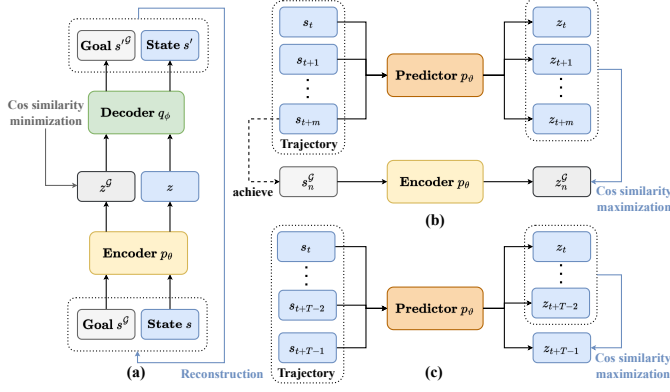 Goal s'^𝒢
State s'
Cos similarity
minimization
Decoder q_ϕ
z^𝒢
z
Encoder p_θ
Goal s^𝒢
State s
(a)
Reconstruction
s_t
s_{t+1}
⋮
s_{t+m}
Trajectory
Predictor p_ϑ
z_t
z_{t+1}
⋮
z_{t+m}
achieve
s_n^𝒢
Encoder p_θ
z_n^𝒢
Cos similarity
maximization
(b)
s_t
⋮
s_{t+T-2}
s_{t+T-1}
Trajectory
Predictor p_ϑ
z_t
⋮
z_{t+T-2}
z_{t+T-1}
Cos similarity
maximization
(c)